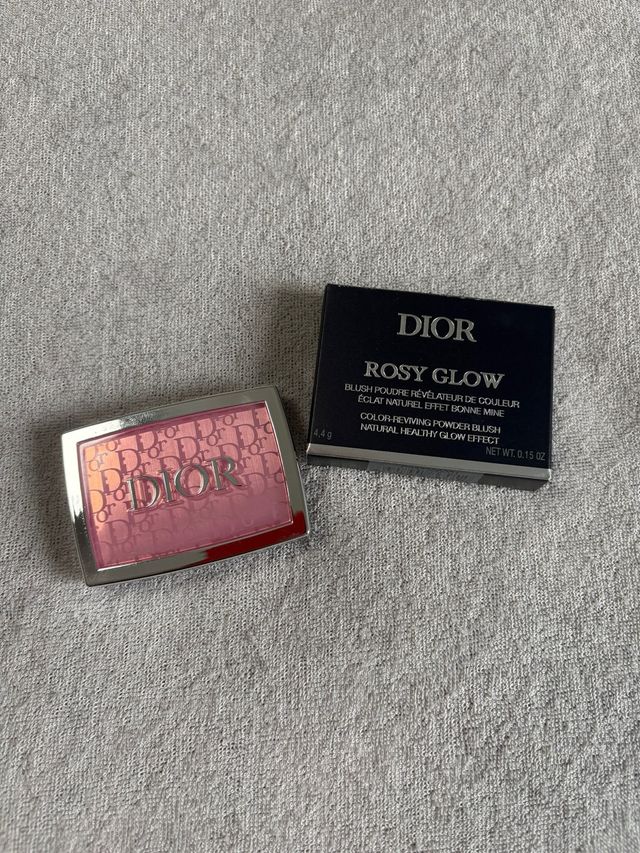 DIOR
ROSY GLOW
BLUSH POUDRE RÉVÉLATEUR DE COULEUR
ÉCLAT NATUREL EFFET BONNE MINE
COLOR-REVIVING POWDER BLUSH
NATURAL HEALTHY GLOW EFFECT
4,4 g
NET WT. 0.15 OZ
DIOR